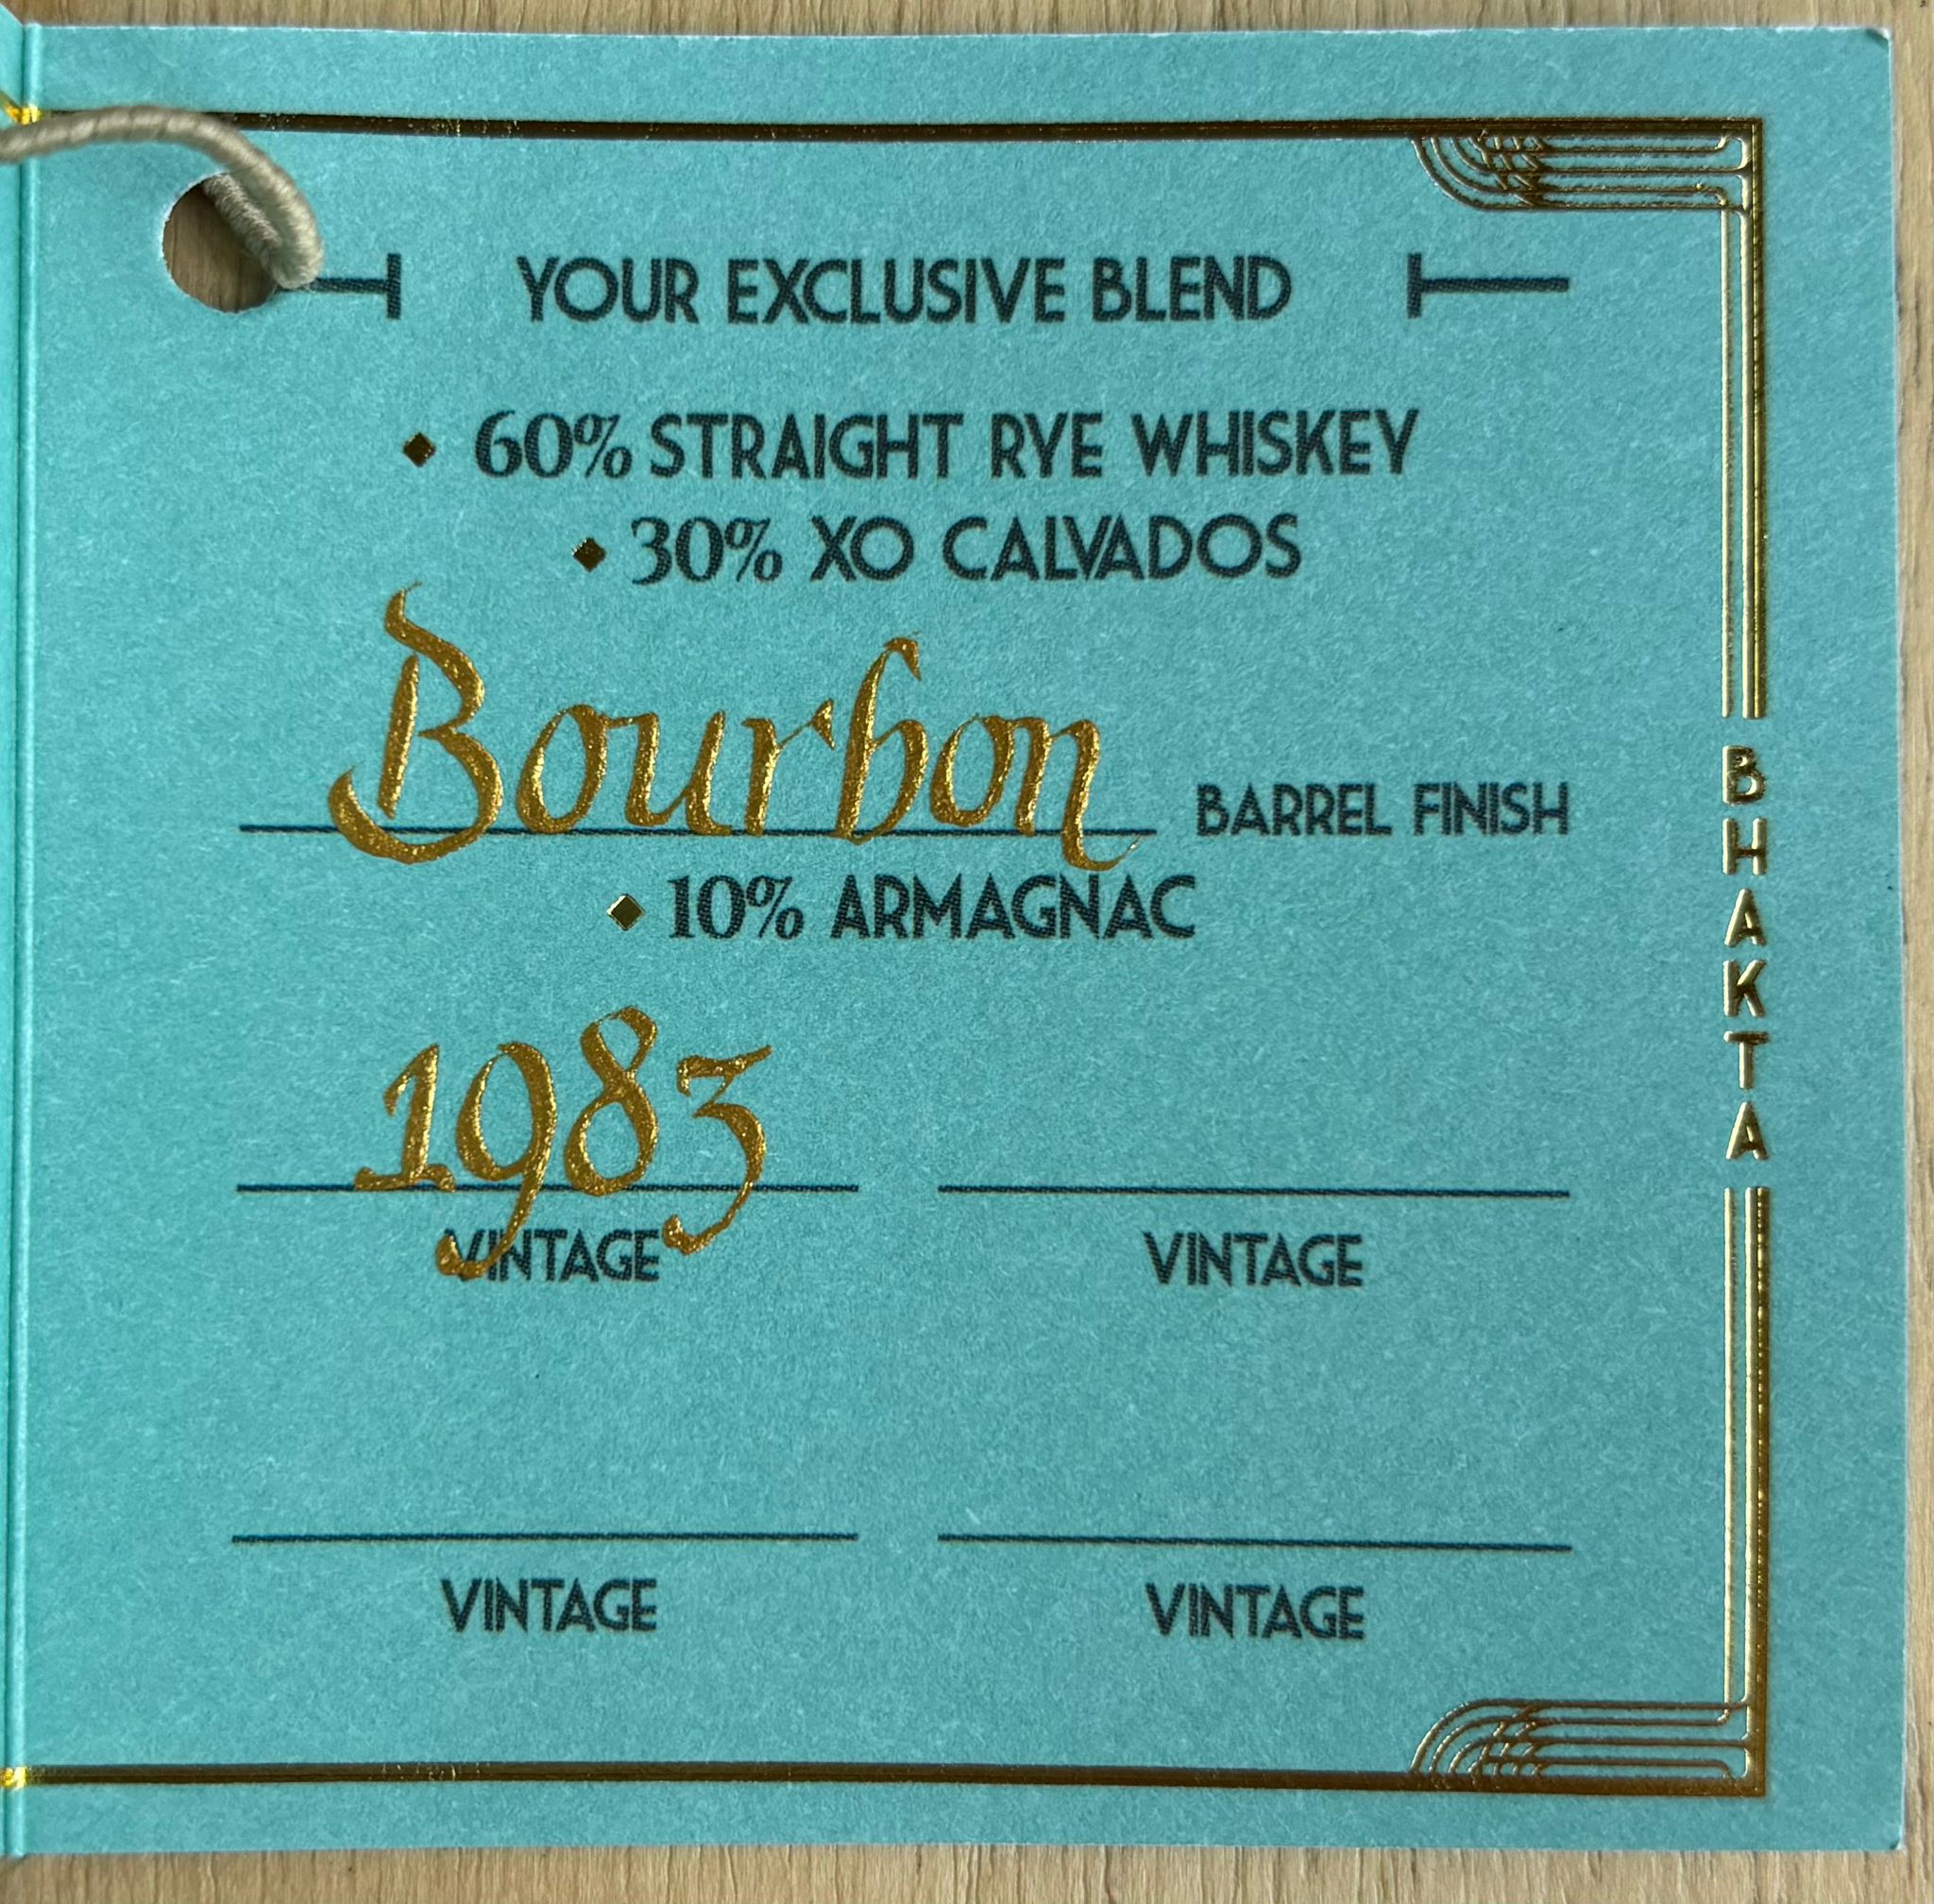 YOUR EXCLUSIVE BLEND
60% STRAIGHT RYE WHISKEY
30% XO CALVADOS
Bourbon BARREL FINISH
10% ARMAGNAC
1983
VINTAGE VINTAGE
VINTAGE VINTAGE
BHAKTA